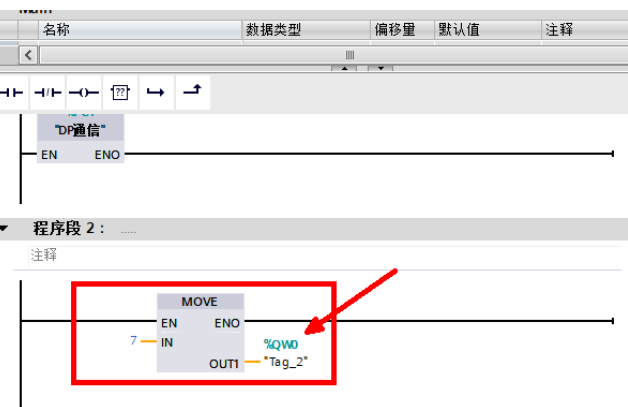 Main
名称 数据类型 偏移量 默认值 注释
??
"DP通信"
EN ENO
程序段 2： .....
注释
MOVE
EN ENO
7 IN %QW0
OUT1 "Tag_2"